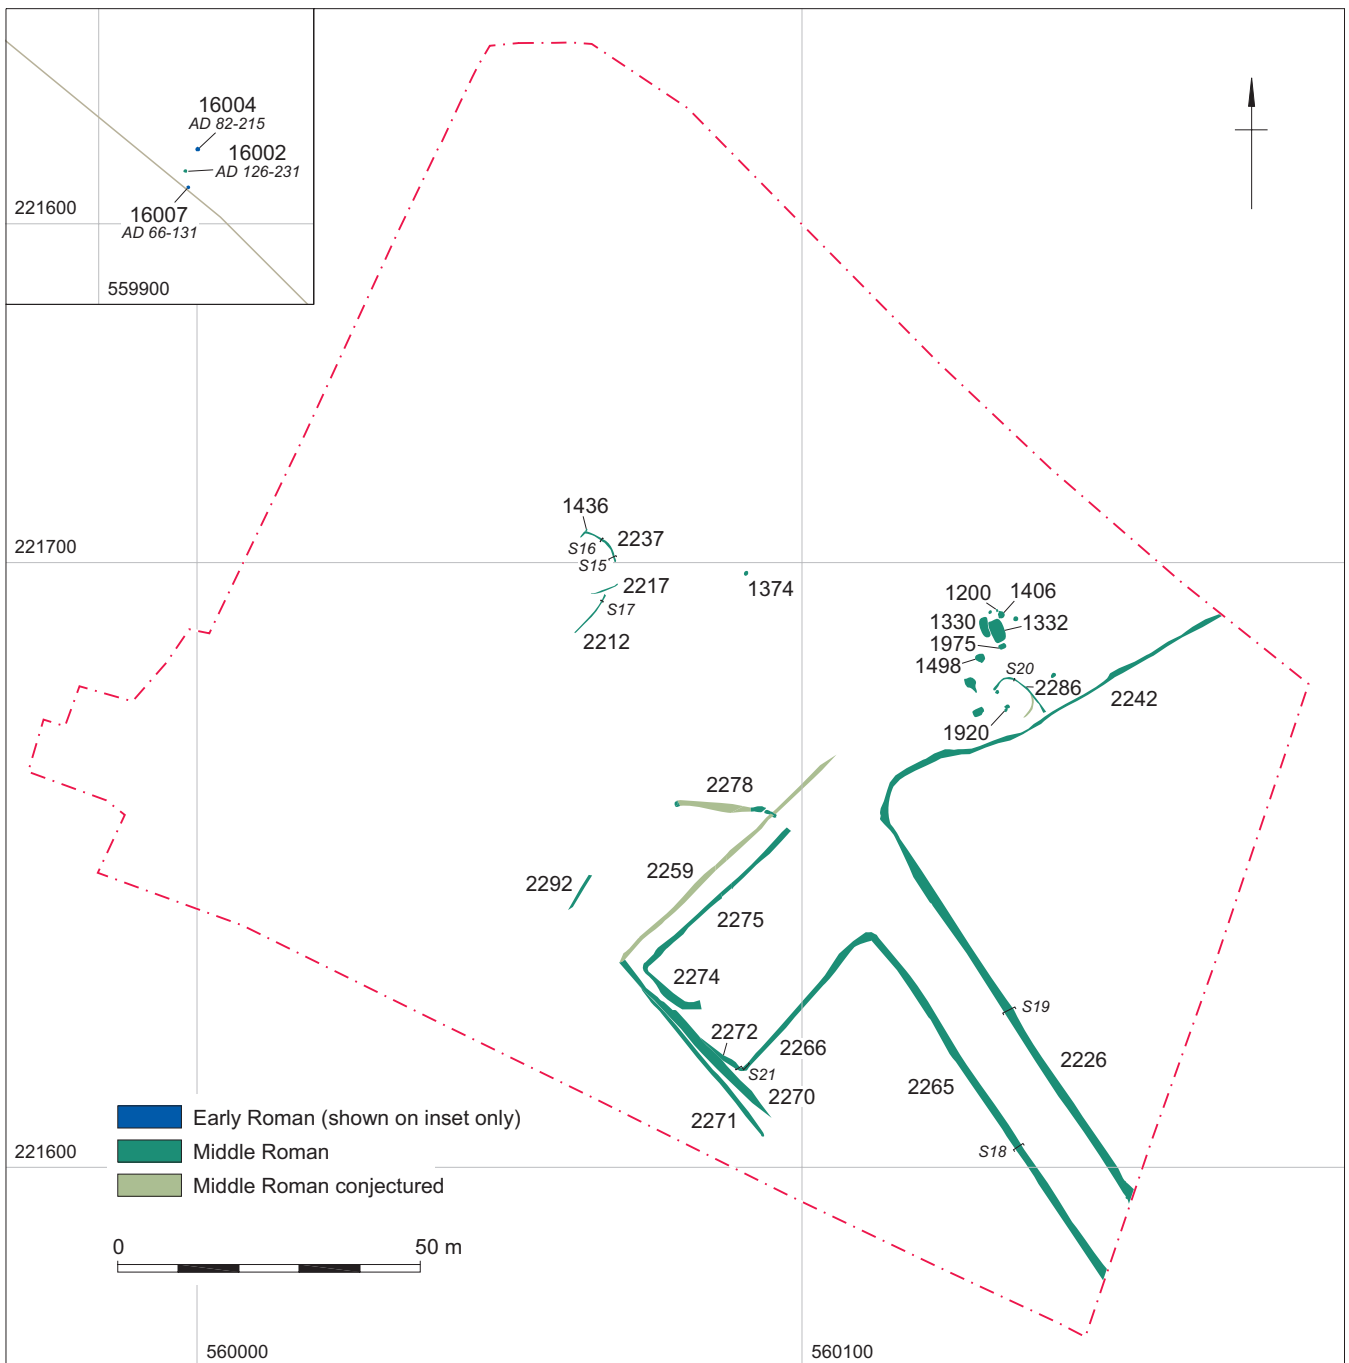 16004
AD 82-215
16002
AD 126-231
16007
AD 66-131
221600
559900
1436
2237
S16
S15
221700
2217
S17
2212
1374
1200
1406
1330
1332
1975
1498
S20
2286
2242
1920
2278
2259
2292
2275
2274
2272
2266
S21
2270
2271
S19
2226
2265
S18
Early Roman (shown on inset only)
Middle Roman
Middle Roman conjectured
221600
0
50 m
560000
560100